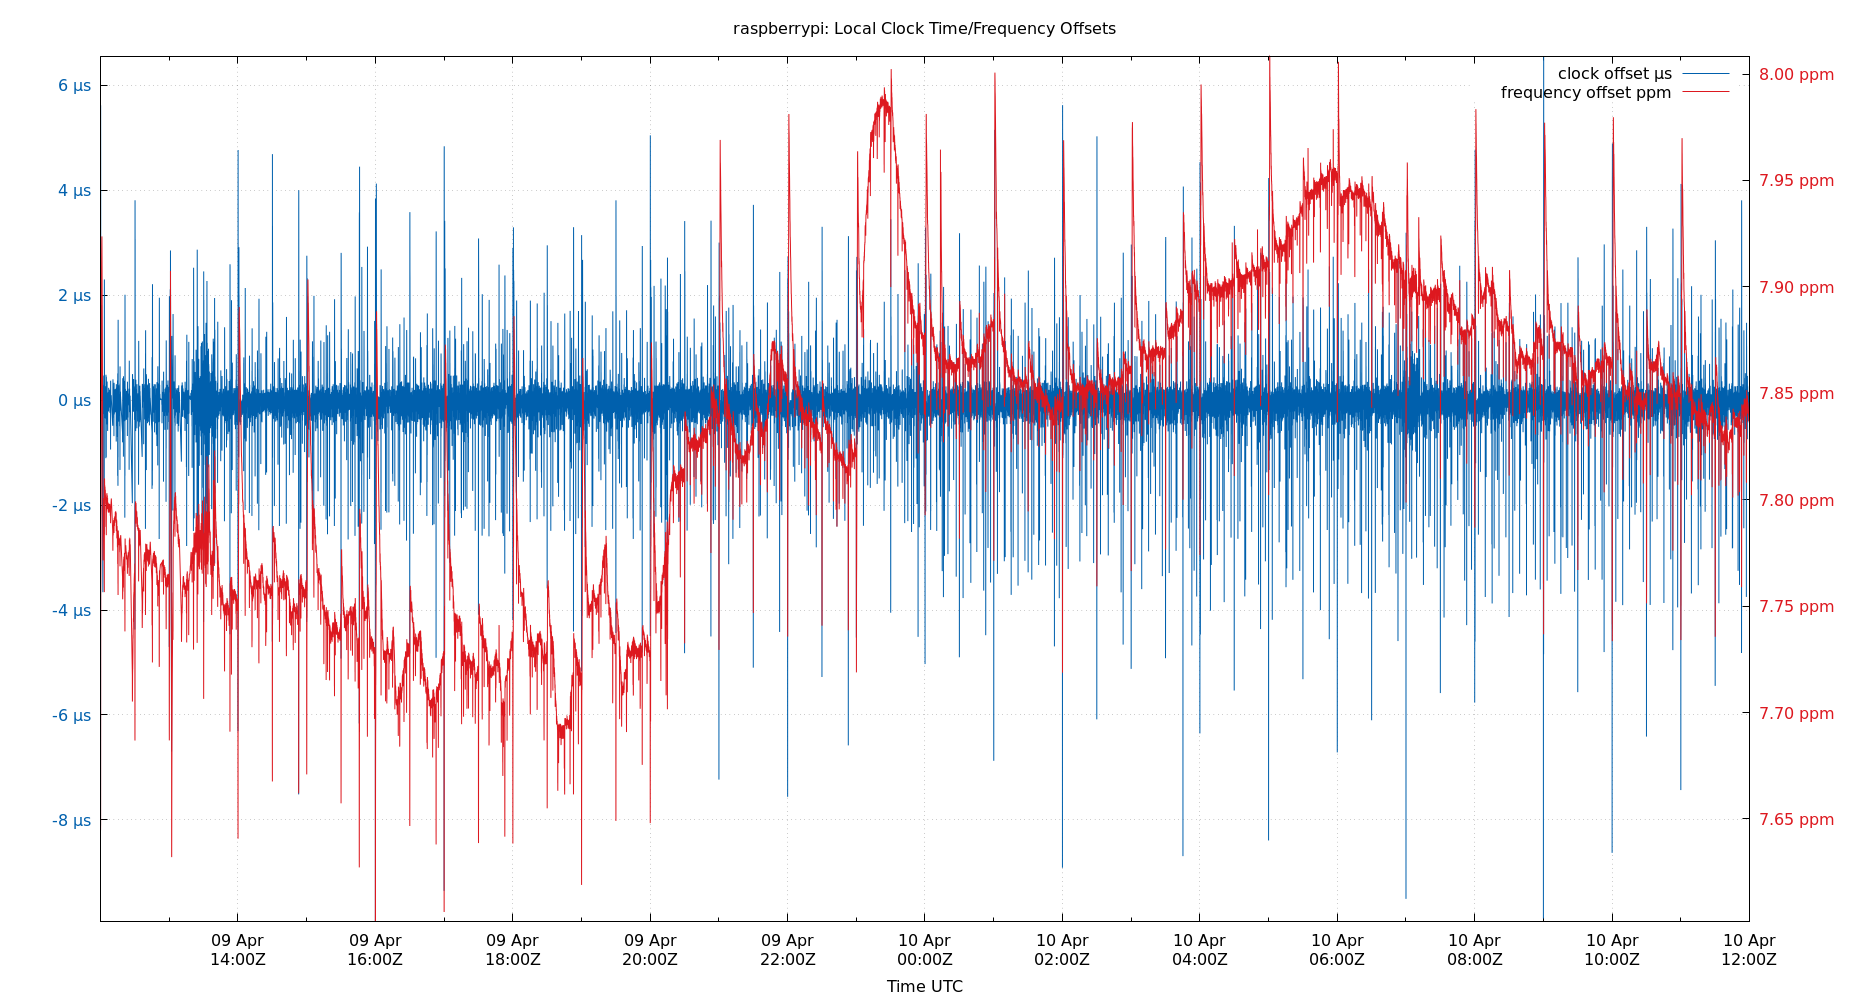 raspberrypi: Local Clock Time/Frequency Offsets
clock offset µs
frequency offset ppm
6 µs
4 µs
2 µs
0 µs
-2 µs
-4 µs
-6 µs
-8 µs
8.00 ppm
7.95 ppm
7.90 ppm
7.85 ppm
7.80 ppm
7.75 ppm
7.70 ppm
7.65 ppm
09 Apr 09 Apr 09 Apr 09 Apr 09 Apr 10 Apr 10 Apr 10 Apr 10 Apr 10 Apr 10 Apr 10 Apr
14:00Z 16:00Z 18:00Z 20:00Z 22:00Z 00:00Z 02:00Z 04:00Z 06:00Z 08:00Z 10:00Z 12:00Z
Time UTC